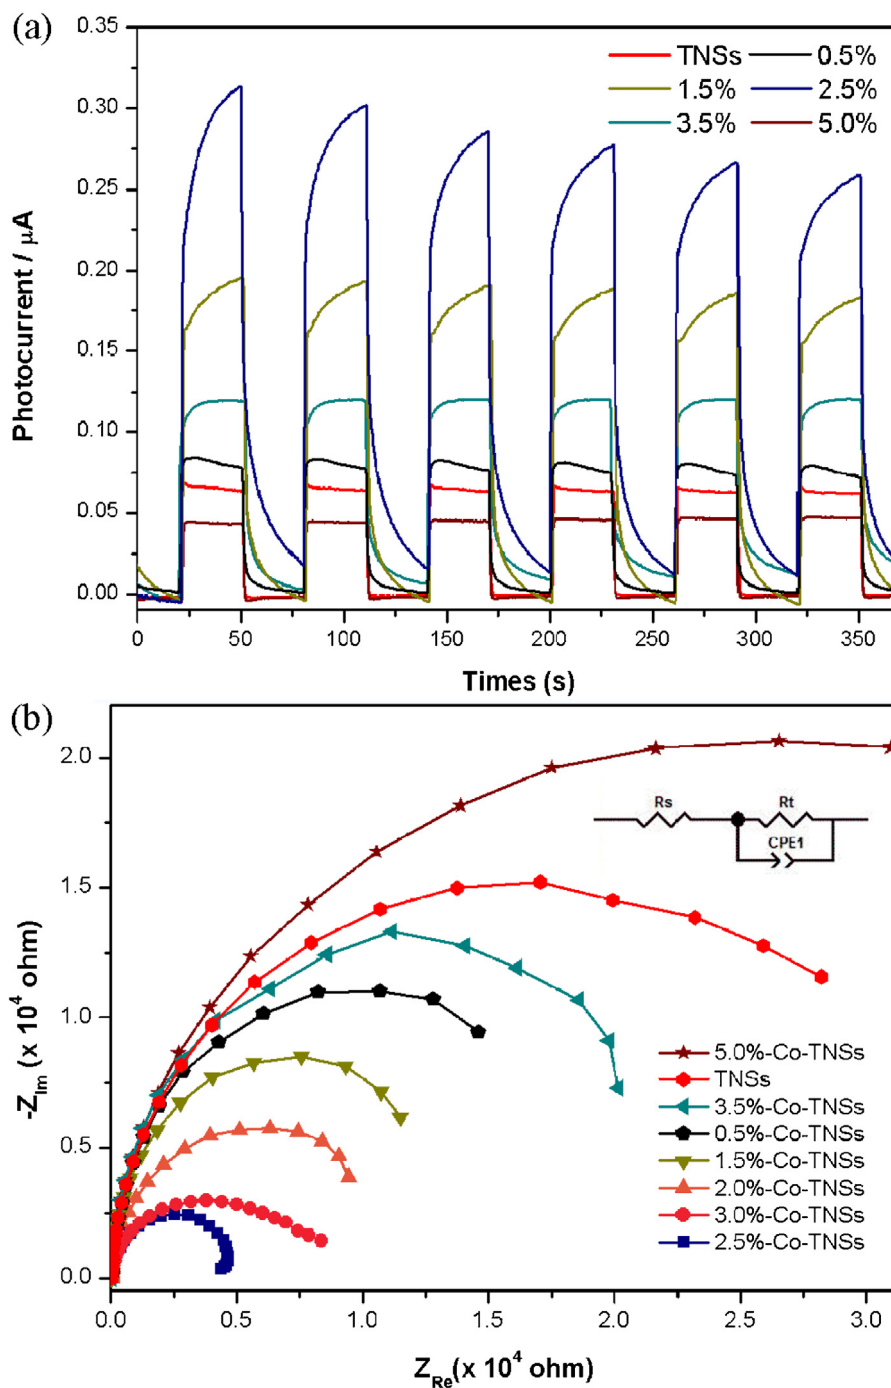 (a)
0.35
0.30
0.25
0.20
0.15
0.10
0.05
0.00
Photocurrent / μA
TNSs 0.5%
1.5% 2.5%
3.5% 5.0%
0 50 100 150 200 250 300 350
Times (s)
(b)
2.0
1.5
1.0
0.5
0.0
-Z_Im (x 10^4 ohm)
Rs Rt
CPE1
5.0%-Co-TNSs
TNSs
3.5%-Co-TNSs
0.5%-Co-TNSs
1.5%-Co-TNSs
2.0%-Co-TNSs
3.0%-Co-TNSs
2.5%-Co-TNSs
0.0 0.5 1.0 1.5 2.0 2.5 3.0
Z_Re(x 10^4 ohm)